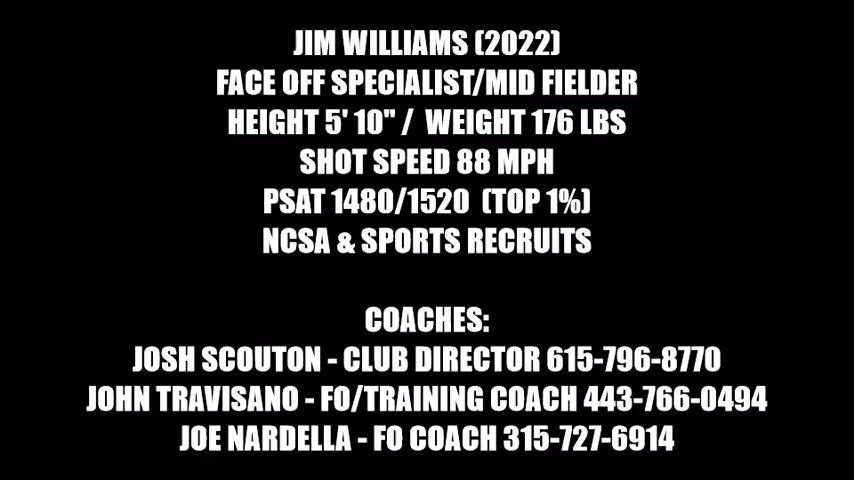 JIM WILLIAMS (2022)
FACE OFF SPECIALIST/MID FIELDER
HEIGHT 5' 10" / WEIGHT 176 LBS
SHOT SPEED 88 MPH
PSAT 1480/1520 (TOP 1%)
NCSA & SPORTS RECRUITS
COACHES:
JOSH SCOUTON - CLUB DIRECTOR 615-796-8770
JOHN TRAVISANO - FO/TRAINING COACH 443-766-0494
JOE NARDELLA - FO COACH 315-727-6914